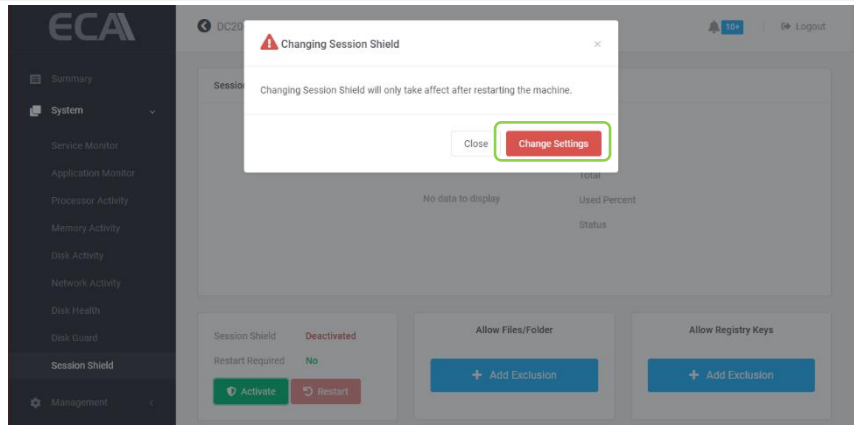 ECA
DC20
10+
Logout
Changing Session Shield
×
Changing Session Shield will only take affect after restarting the machine.
Close
Change Settings
Summary
System
Service Monitor
Application Monitor
Processor Activity
Memory Activity
Disk Activity
Network Activity
Disk Health
Disk Guard
Session Shield
Management
Sessio
No data to display
Total
Used Percent
Status
Session Shield Deactivated
Restart Required No
Activate Restart
Allow Files/Folder
+ Add Exclusion
Allow Registry Keys
+ Add Exclusion